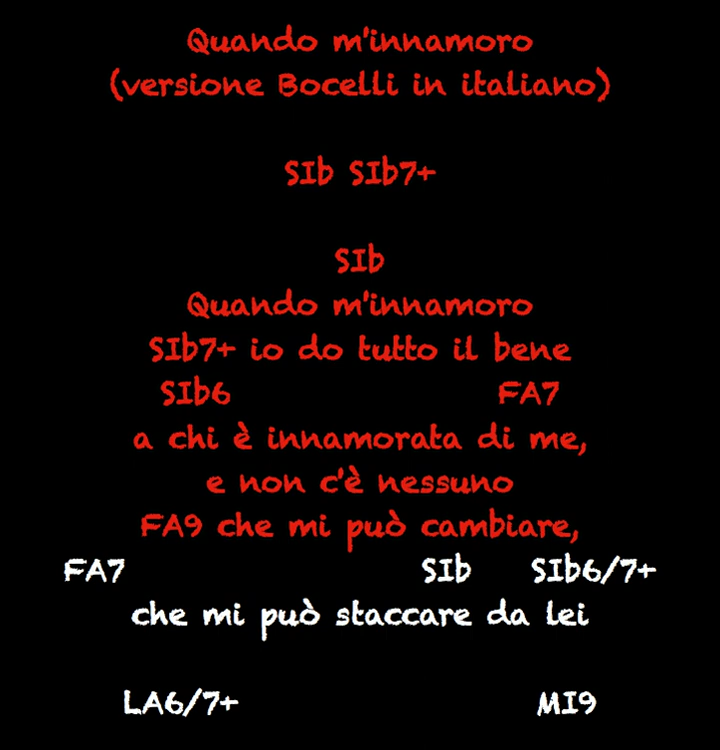 Quando m'innamoro
(versione Bocelli in italiano)
SIb SIb7+
SIb
Quando m'innamoro
SIb7+ io do tutto il bene
SIb6 FA7
a chi è innamorata di me,
e non c'è nessuno
FA9 che mi può cambiare,
FA7 SIb SIb6/7+
che mi può staccare da lei
LA6/7+ MI9